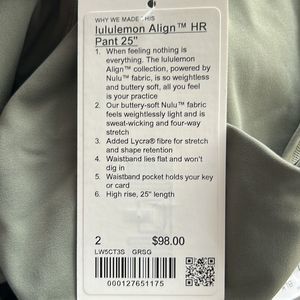 WHY WE MADE THIS
lululemon Align™ HR
Pant 25"
1. When feeling nothing is
everything. The lululemon
Align™ collection, powered by
Nulu™ fabric, is so weightless
and buttery soft, all you feel
is your practice
2. Our buttery-soft Nulu™ fabric
feels weightlessly light and is
sweat-wicking and four-way
stretch
3. Added Lycra® fibre for stretch
and shape retention
4. Waistband lies flat and won't
dig in
5. Waistband pocket holds your key
or card
6. High rise, 25" length
2 $98.00
LW5CT3S GRSG
000127651175